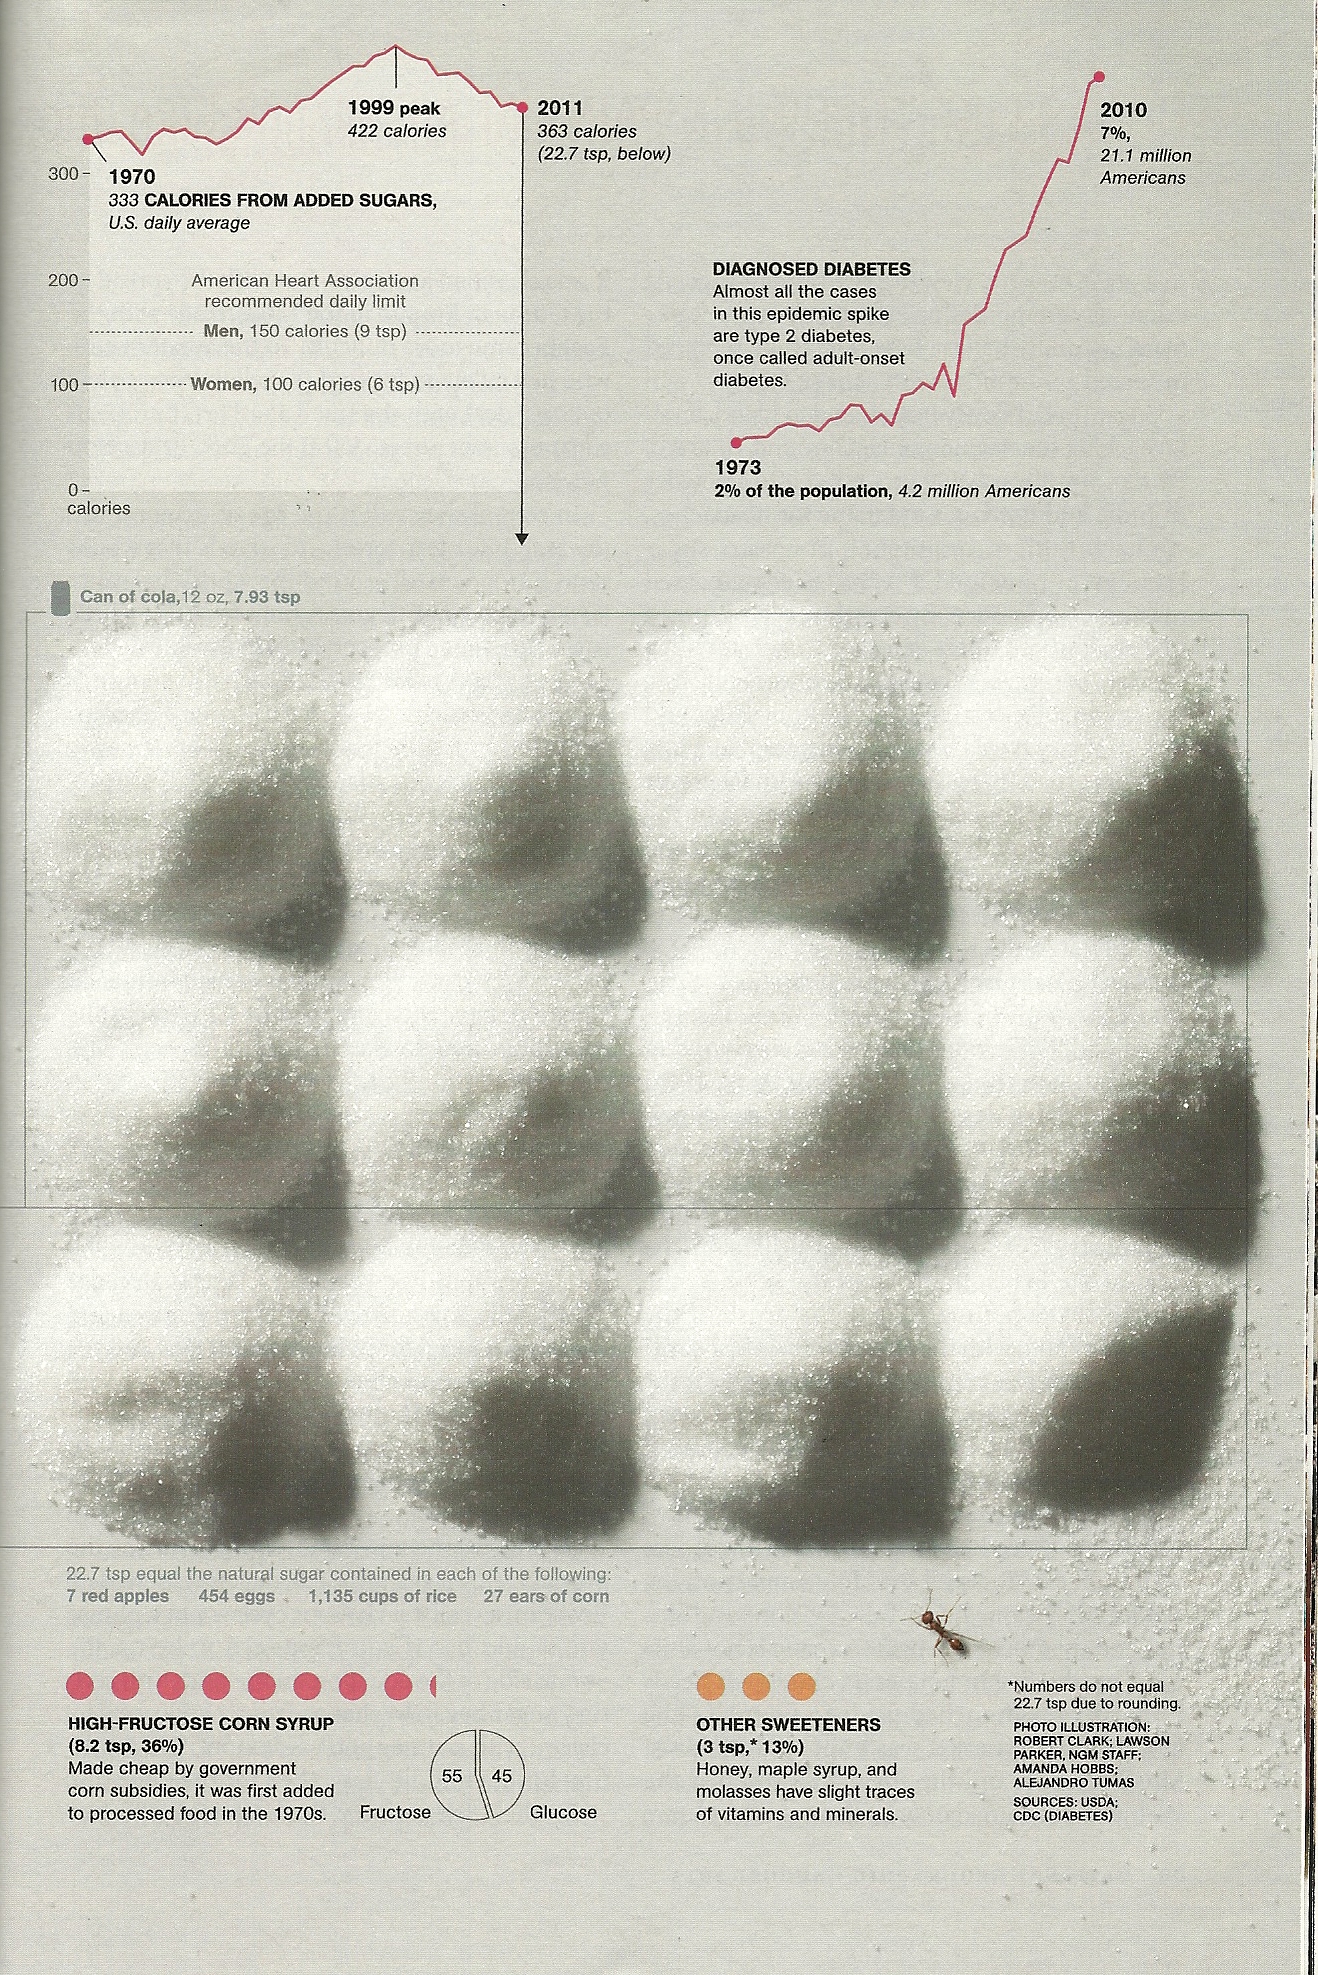 1999 peak
422 calories
2011
363 calories
(22.7 tsp, below)
300
1970
333 CALORIES FROM ADDED SUGARS,
U.S. daily average
200
American Heart Association
recommended daily limit
Men, 150 calories (9 tsp)
100
Women, 100 calories (6 tsp)
0
calories
2010
7%,
21.1 million
Americans
DIAGNOSED DIABETES
Almost all the cases
in this epidemic spike
are type 2 diabetes,
once called adult-onset
diabetes.
1973
2% of the population, 4.2 million Americans
Can of cola,12 oz, 7.93 tsp
22.7 tsp equal the natural sugar contained in each of the following:
7 red apples 454 eggs 1,135 cups of rice 27 ears of corn
HIGH-FRUCTOSE CORN SYRUP
(8.2 tsp, 36%)
Made cheap by government
corn subsidies, it was first added
to processed food in the 1970s.
55 45
Fructose Glucose
OTHER SWEETENERS
(3 tsp,* 13%)
Honey, maple syrup, and
molasses have slight traces
of vitamins and minerals.
*Numbers do not equal
22.7 tsp due to rounding.
PHOTO ILLUSTRATION:
ROBERT CLARK; LAWSON
PARKER, NGM STAFF;
AMANDA HOBBS;
ALEJANDRO TUMAS
SOURCES: USDA;
CDC (DIABETES)